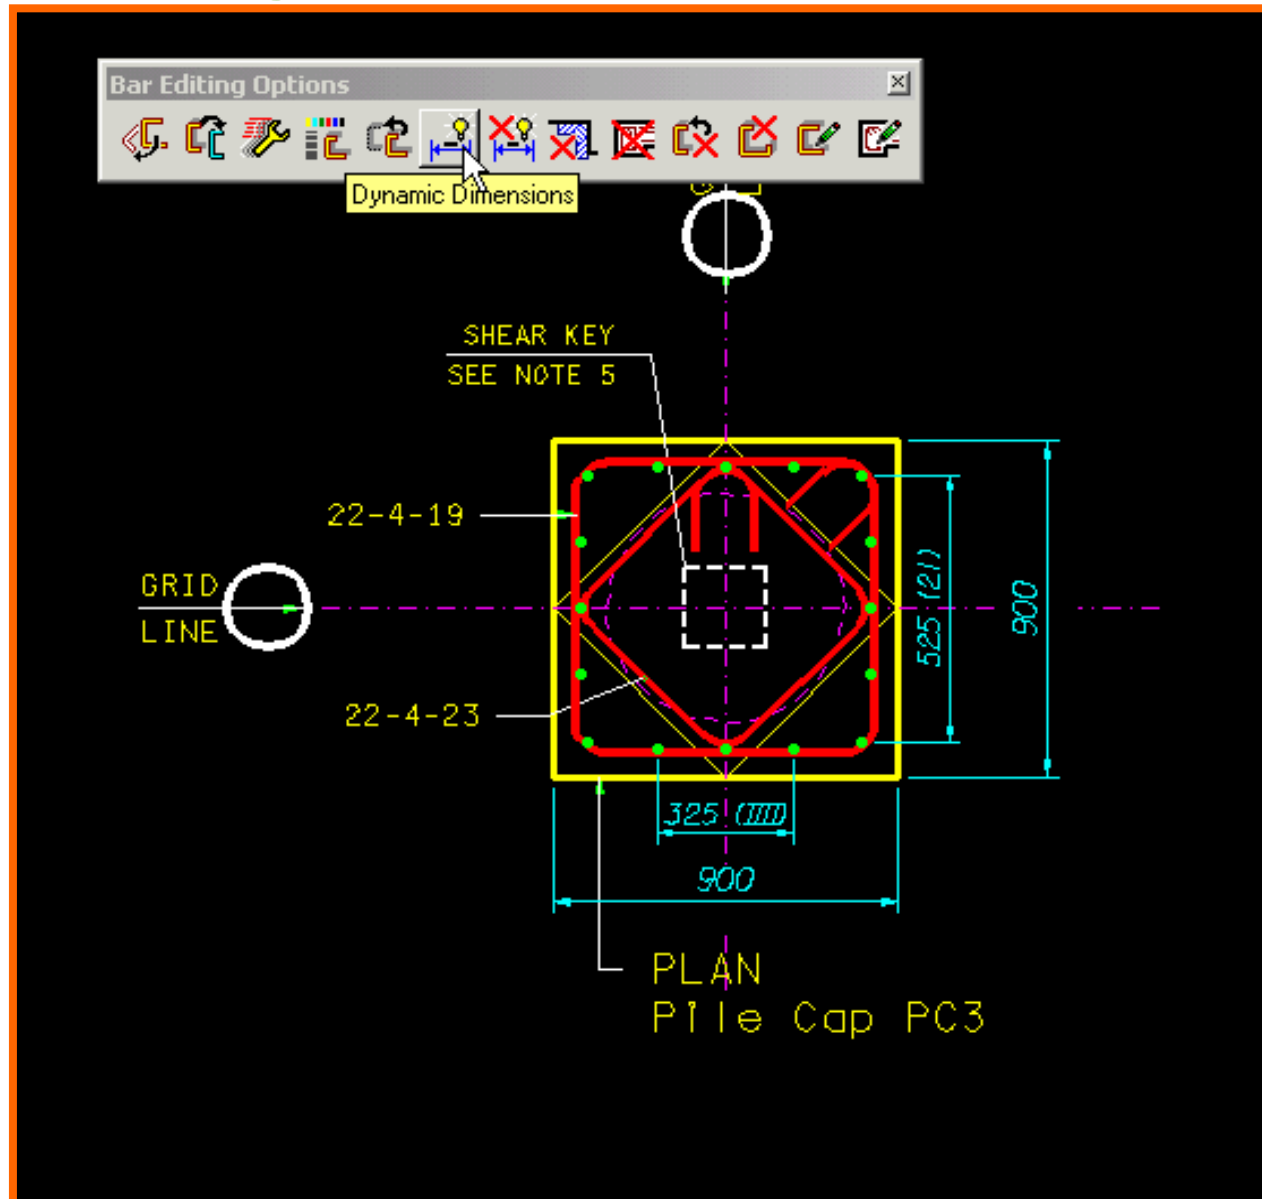 Bar Editing Options
Dynamic Dimensions
SHEAR KEY
SEE NOTE 5
22-4-19
GRID
LINE
22-4-23
525 (21)
900
325
900
PLAN
Pile Cap PC3